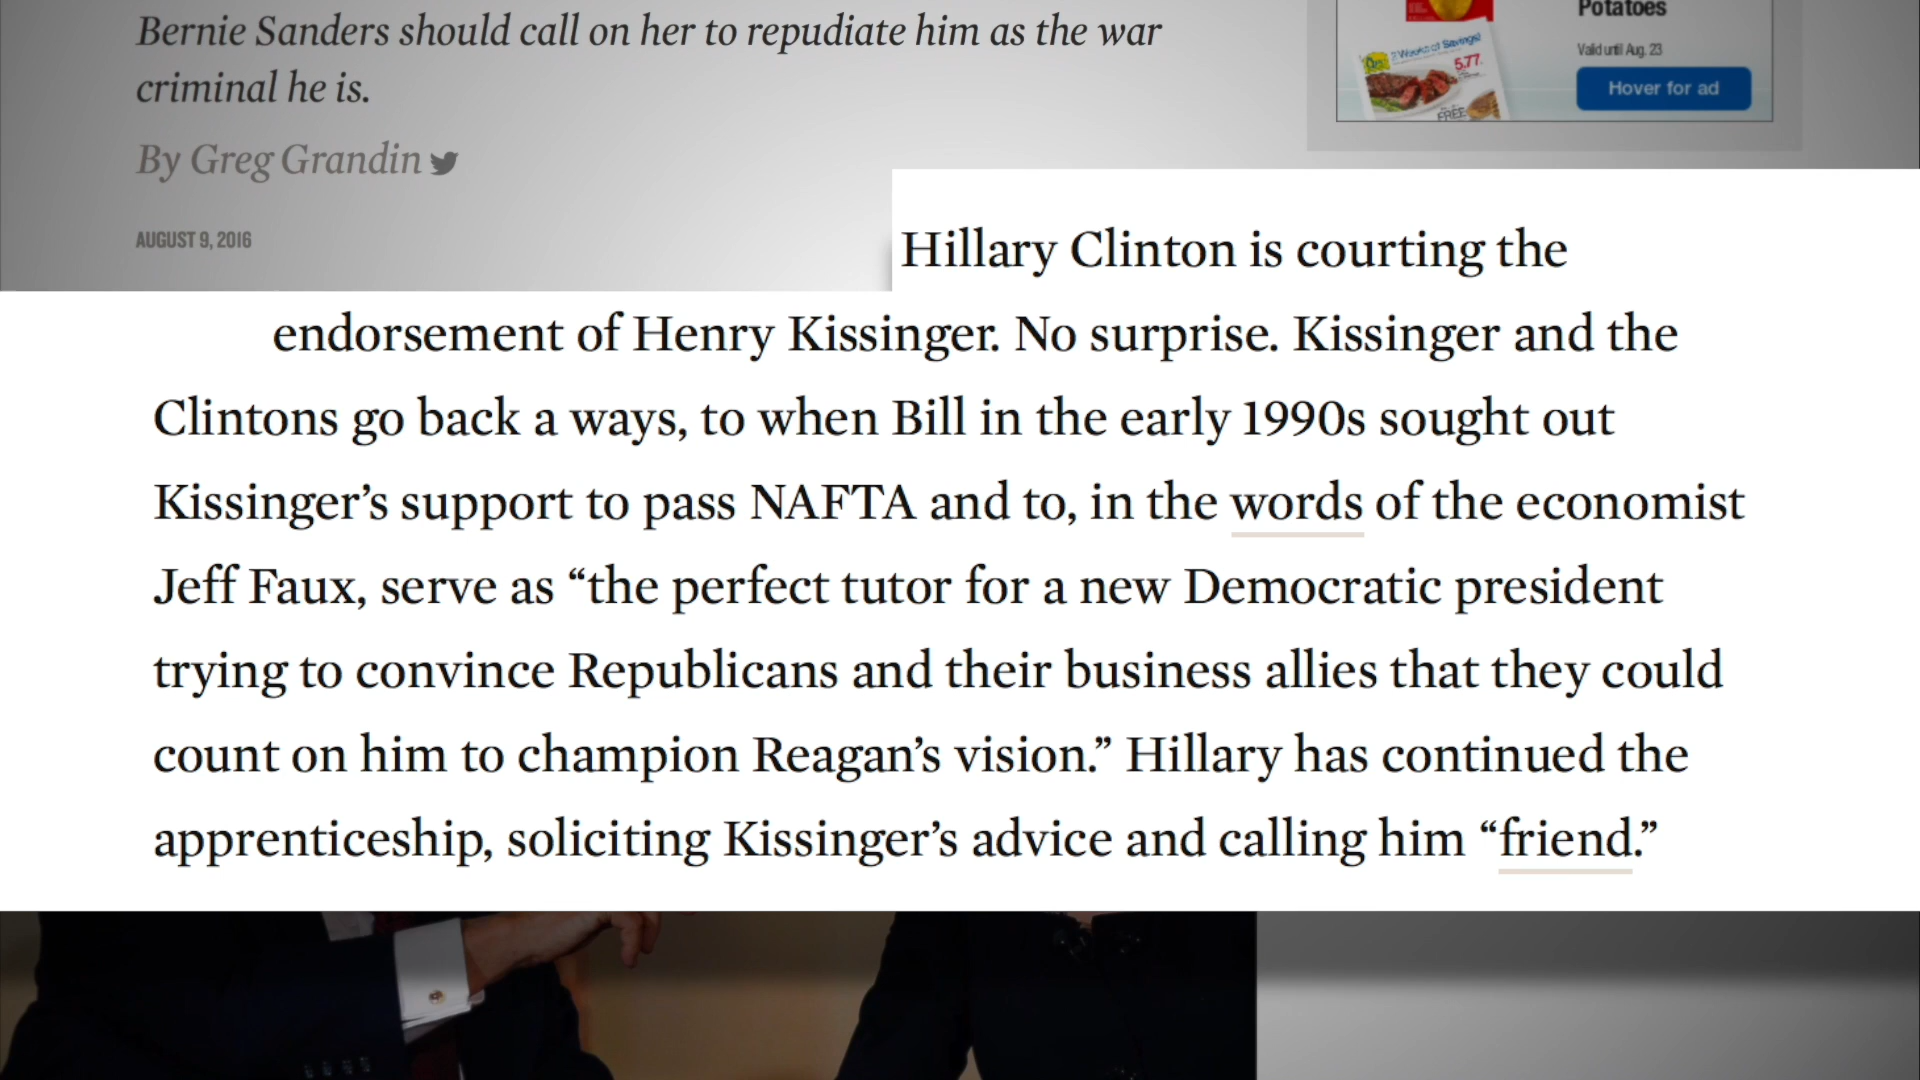 Bernie Sanders should call on her to repudiate him as the war
criminal he is.
By Greg Grandin
AUGUST 9, 2016
Potatoes
Valid until Aug. 23
2 Weeks of Savings!
5.77
FREE
Hover for ad
Hillary Clinton is courting the
endorsement of Henry Kissinger. No surprise. Kissinger and the
Clintons go back a ways, to when Bill in the early 1990s sought out
Kissinger’s support to pass NAFTA and to, in the words of the economist
Jeff Faux, serve as “the perfect tutor for a new Democratic president
trying to convince Republicans and their business allies that they could
count on him to champion Reagan’s vision.” Hillary has continued the
apprenticeship, soliciting Kissinger’s advice and calling him “friend.”